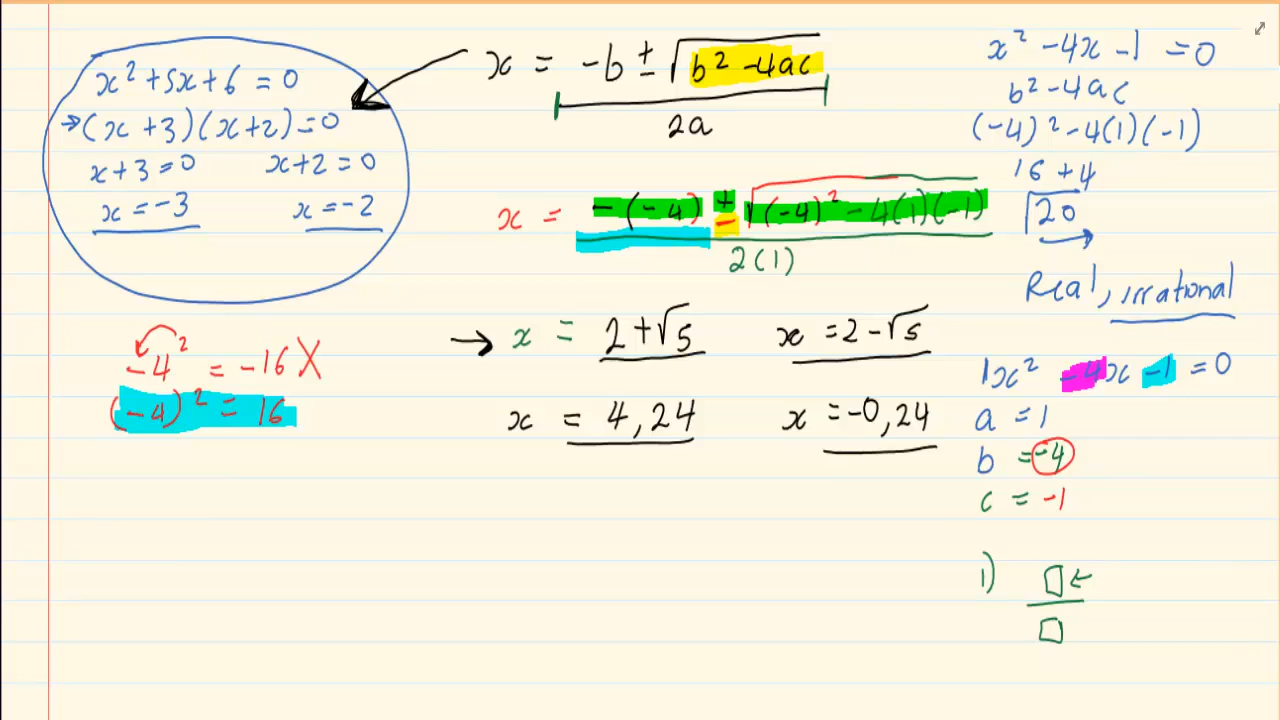 x² + 5x + 6 = 0
→ (x + 3)(x + 2) = 0
x + 3 = 0    x + 2 = 0
x = -3    x = -2
-4² = -16 X
(-4)² = 16
x = -b ± √(b² - 4ac)
2a
x = -(-4) ± √((-4)² - 4(1)(-1))
2(1)
→ x = 2 + √5    x = 2 - √5
x = 4,24    x = -0,24
x² - 4x - 1 = 0
b² - 4ac
(-4)² - 4(1)(-1)
16 + 4
√20
Real, irrational
1x² - 4x - 1 = 0
a = 1
b = -4
c = -1
1) □ ←
□